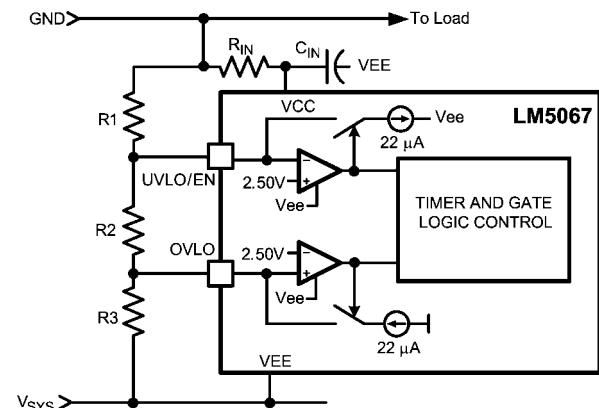 GND
To Load
RIN
CIN
VEE
R1
VCC
LM5067
Vee
22 μA
UVLO/EN
2.50V
Vee
TIMER AND GATE
LOGIC CONTROL
R2
OVLO
2.50V
Vee
R3
22 μA
VEE
VSYS